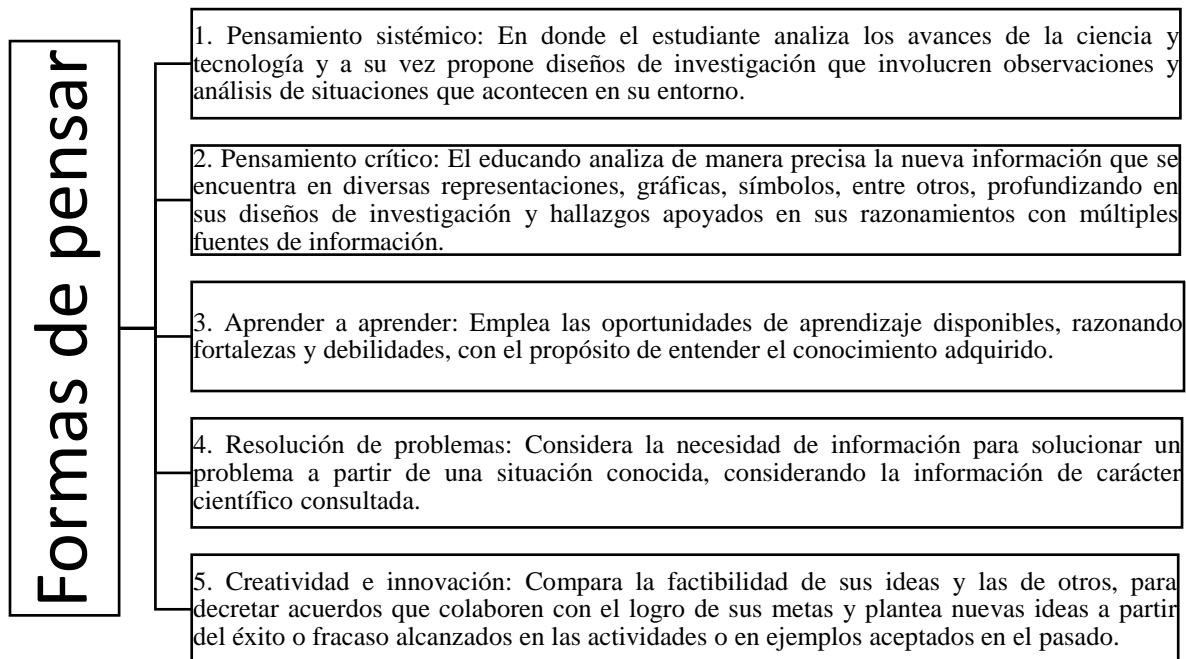 Formas de pensar
1. Pensamiento sistémico: En donde el estudiante analiza los avances de la ciencia y
tecnología y a su vez propone diseños de investigación que involucren observaciones y
análisis de situaciones que acontecen en su entorno.
2. Pensamiento crítico: El educando analiza de manera precisa la nueva información que se
encuentra en diversas representaciones, gráficas, símbolos, entre otros, profundizando en
sus diseños de investigación y hallazgos apoyados en sus razonamientos con múltiples
fuentes de información.
3. Aprender a aprender: Emplea las oportunidades de aprendizaje disponibles, razonando
fortalezas y debilidades, con el propósito de entender el conocimiento adquirido.
4. Resolución de problemas: Considera la necesidad de información para solucionar un
problema a partir de una situación conocida, considerando la información de carácter
científico consultada.
5. Creatividad e innovación: Compara la factibilidad de sus ideas y las de otros, para
decretar acuerdos que colaboren con el logro de sus metas y plantea nuevas ideas a partir
del éxito o fracaso alcanzados en las actividades o en ejemplos aceptados en el pasado.